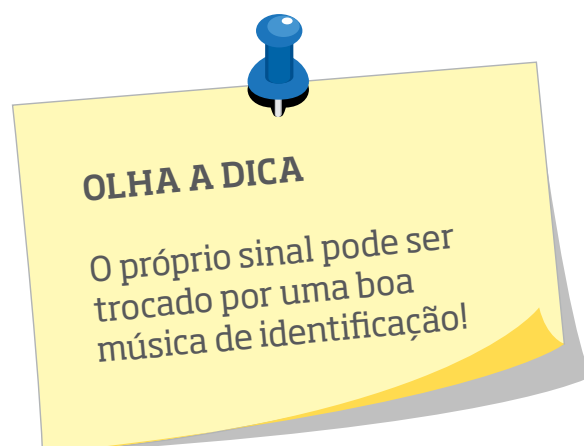 OLHA A DICA
O próprio sinal pode ser
trocado por uma boa
música de identificação!